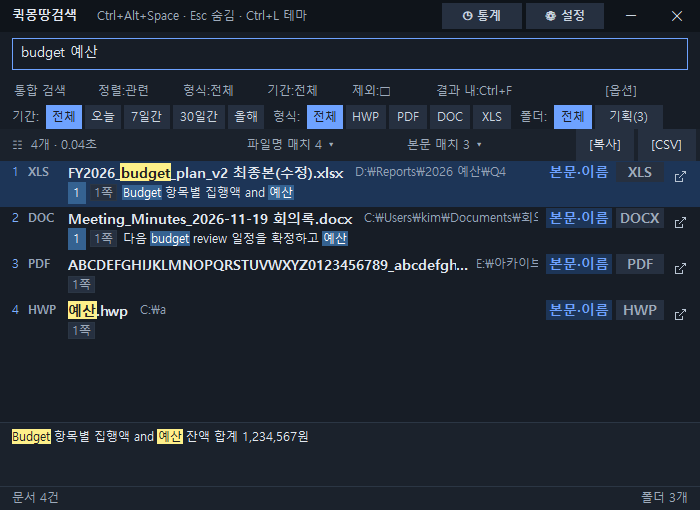 퀵몽땅검색 Ctrl+Alt+Space · Esc 숨김 · Ctrl+L 테마 ◔ 통계 ❁ 설정
budget 예산
통합 검색 정렬:관련 형식:전체 기간:전체 제외:□ 결과 내:Ctrl+F [옵션]
기간: 전체 오늘 7일간 30일간 올해 형식: 전체 HWP PDF DOC XLS 폴더: 전체 기획(3)
4개 · 0.04초 파일명 매치 4 ▾ 본문 매치 3 ▾ [복사] [CSV]
1 XLS FY2026_budget_plan_v2 최종본(수정).xlsx D:₩Reports₩2026 예산₩Q4 본문·이름 XLS
1 1쪽 Budget 항목별 집행액 and 예산
2 DOC Meeting_Minutes_2026-11-19 회의록.docx C:₩Users₩kim₩Documents₩회의 본문·이름 DOCX
1 1쪽 다음 budget review 일정을 확정하고 예산
3 PDF ABCDEFGHIJKLMNOPQRSTUVWXYZ0123456789_abcdefgh... E:₩아카이브 본문·이름 PDF
1쪽
4 HWP 예산.hwp C:₩a 본문·이름 HWP
1쪽
Budget 항목별 집행액 and 예산 잔액 합계 1,234,567원
문서 4건 폴더 3개